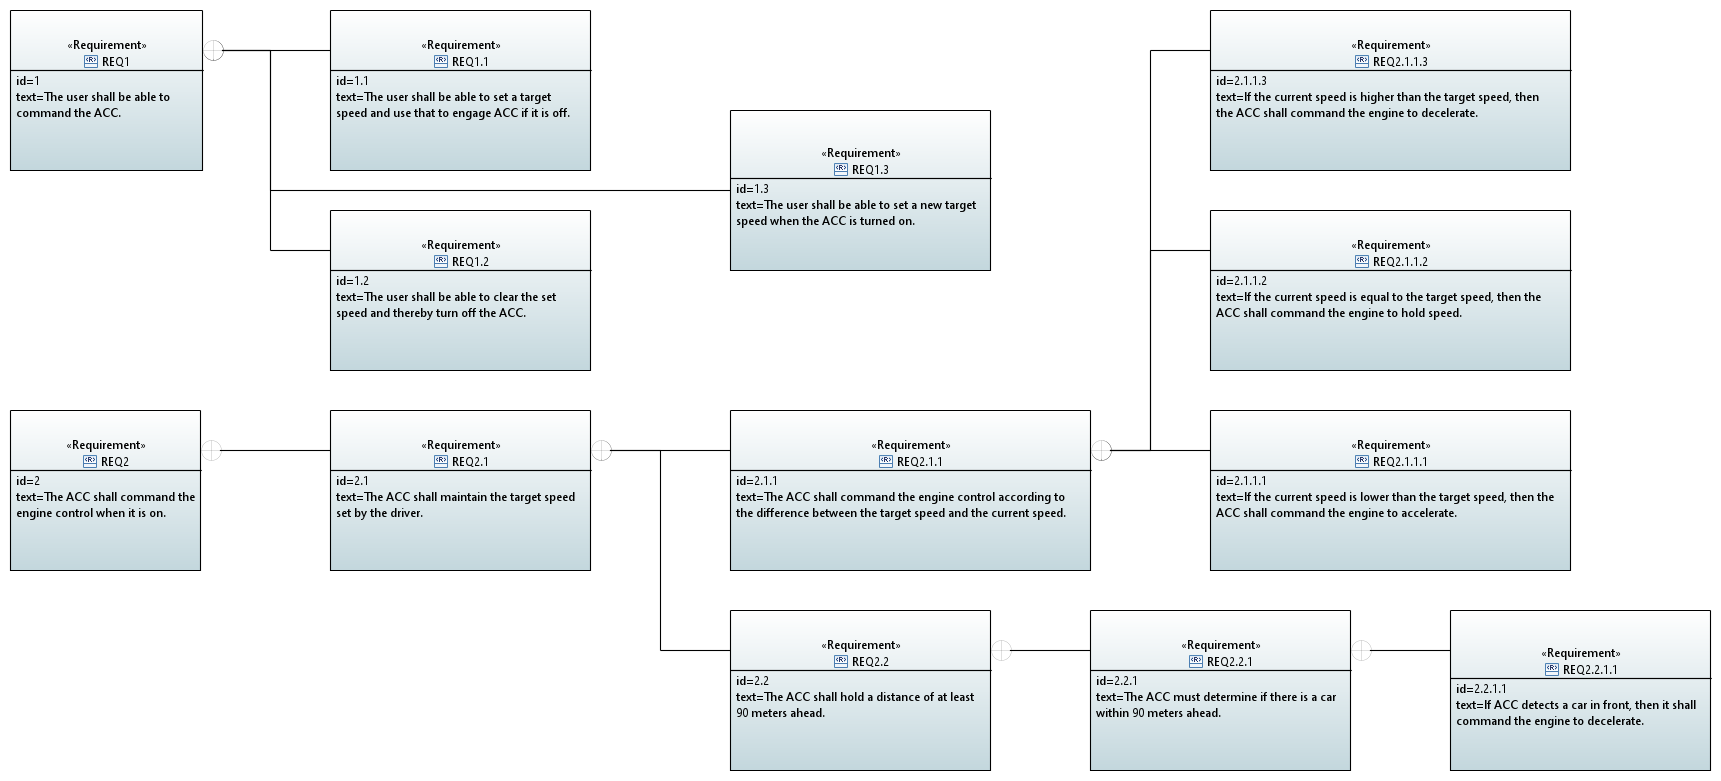 «Requirement»
REQ1
id=1
text=The user shall be able to
command the ACC.
«Requirement»
REQ1.1
id=1.1
text=The user shall be able to set a target
speed and use that to engage ACC if it is off.
«Requirement»
REQ1.3
id=1.3
text=The user shall be able to set a new target
speed when the ACC is turned on.
«Requirement»
REQ2.1.1.3
id=2.1.1.3
text=If the current speed is higher than the target speed, then
the ACC shall command the engine to decelerate.
«Requirement»
REQ1.2
id=1.2
text=The user shall be able to clear the set
speed and thereby turn off the ACC.
«Requirement»
REQ2.1.1.2
id=2.1.1.2
text=If the current speed is equal to the target speed, then the
ACC shall command the engine to hold speed.
«Requirement»
REQ2
id=2
text=The ACC shall command the
engine control when it is on.
«Requirement»
REQ2.1
id=2.1
text=The ACC shall maintain the target speed
set by the driver.
«Requirement»
REQ2.1.1
id=2.1.1
text=The ACC shall command the engine control according to
the difference between the target speed and the current speed.
«Requirement»
REQ2.1.1.1
id=2.1.1.1
text=If the current speed is lower than the target speed, then the
ACC shall command the engine to accelerate.
«Requirement»
REQ2.2
id=2.2
text=The ACC shall hold a distance of at least
90 meters ahead.
«Requirement»
REQ2.2.1
id=2.2.1
text=The ACC must determine if there is a car
within 90 meters ahead.
«Requirement»
REQ2.2.1.1
id=2.2.1.1
text=If ACC detects a car in front, then it shall
command the engine to decelerate.